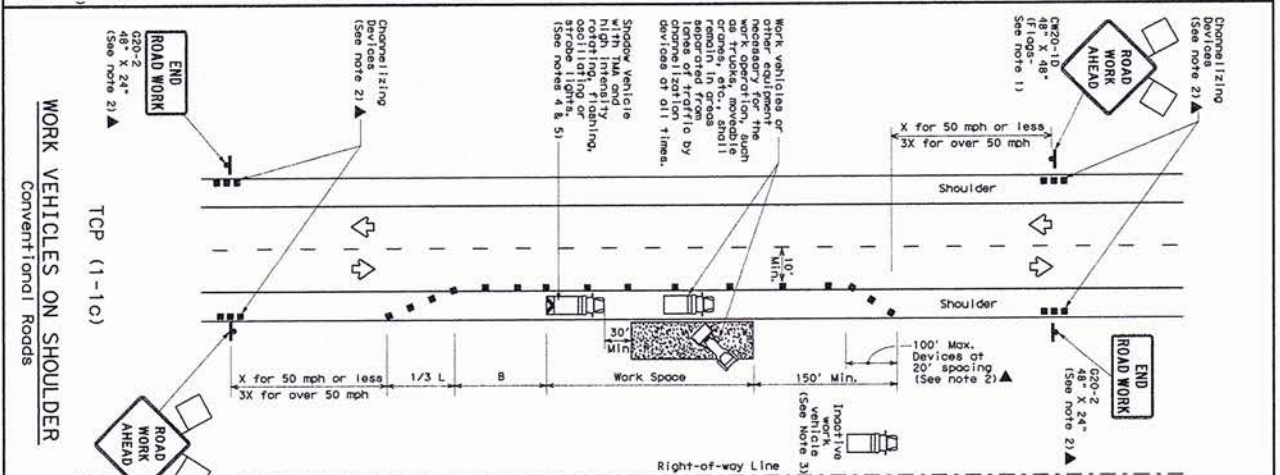 Channelizing
Devices
(See note 2)▲
END
ROAD WORK
G20-2
48" X 24"
(See note 2)▲
Shadow Vehicle
with TMA and
high intensity
rotating, flashing,
oscillating or
strobe lights.
(See notes 4 & 5)
Work vehicles or
other equipment
necessary for the
work operation, such
as trucks, moveable
cranes, etc., shall
remain in areas
separated from
lanes of traffic by
channelization
devices at all times.
CW20-1D
48" X 48"
(Flags-
See note 1)
ROAD
WORK
AHEAD
Channelizing
Devices
(See note 2)▲
X for 50 mph or less
3X for over 50 mph
Shoulder
10'
Min.
Shoulder
30'
Min
X for 50 mph or less
3X for over 50 mph
1/3 L
B
Work Space
150' Min.
100' Max.
Devices at
20' spacing
(See note 2)▲
END
ROAD WORK
G20-2
48" X 24"
(See note 2)▲
Inactive
work
vehicle
(See Note 3)
Right-of-way Line
ROAD
WORK
AHEAD
TCP (1-1c)
WORK VEHICLES ON SHOULDER
Conventional Roads